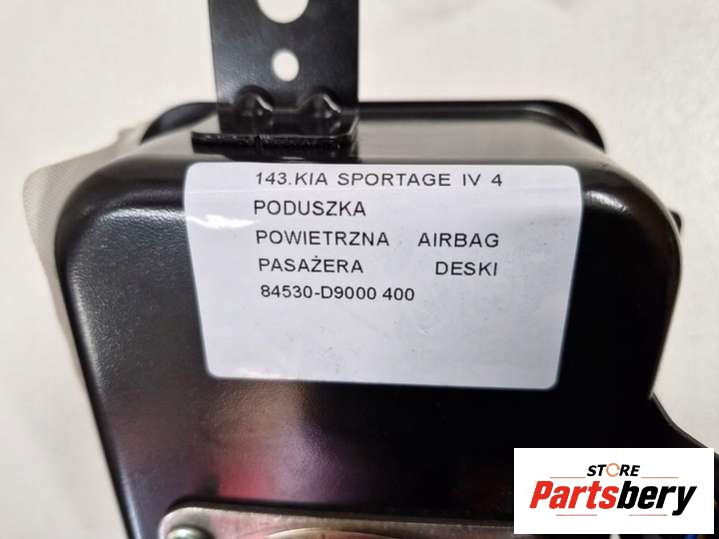 143.KIA SPORTAGE IV 4
PODUSZKA
POWIETRZNA AIRBAG
PASAŻERA DESKI
84530-D9000 400
STORE
Partsbery